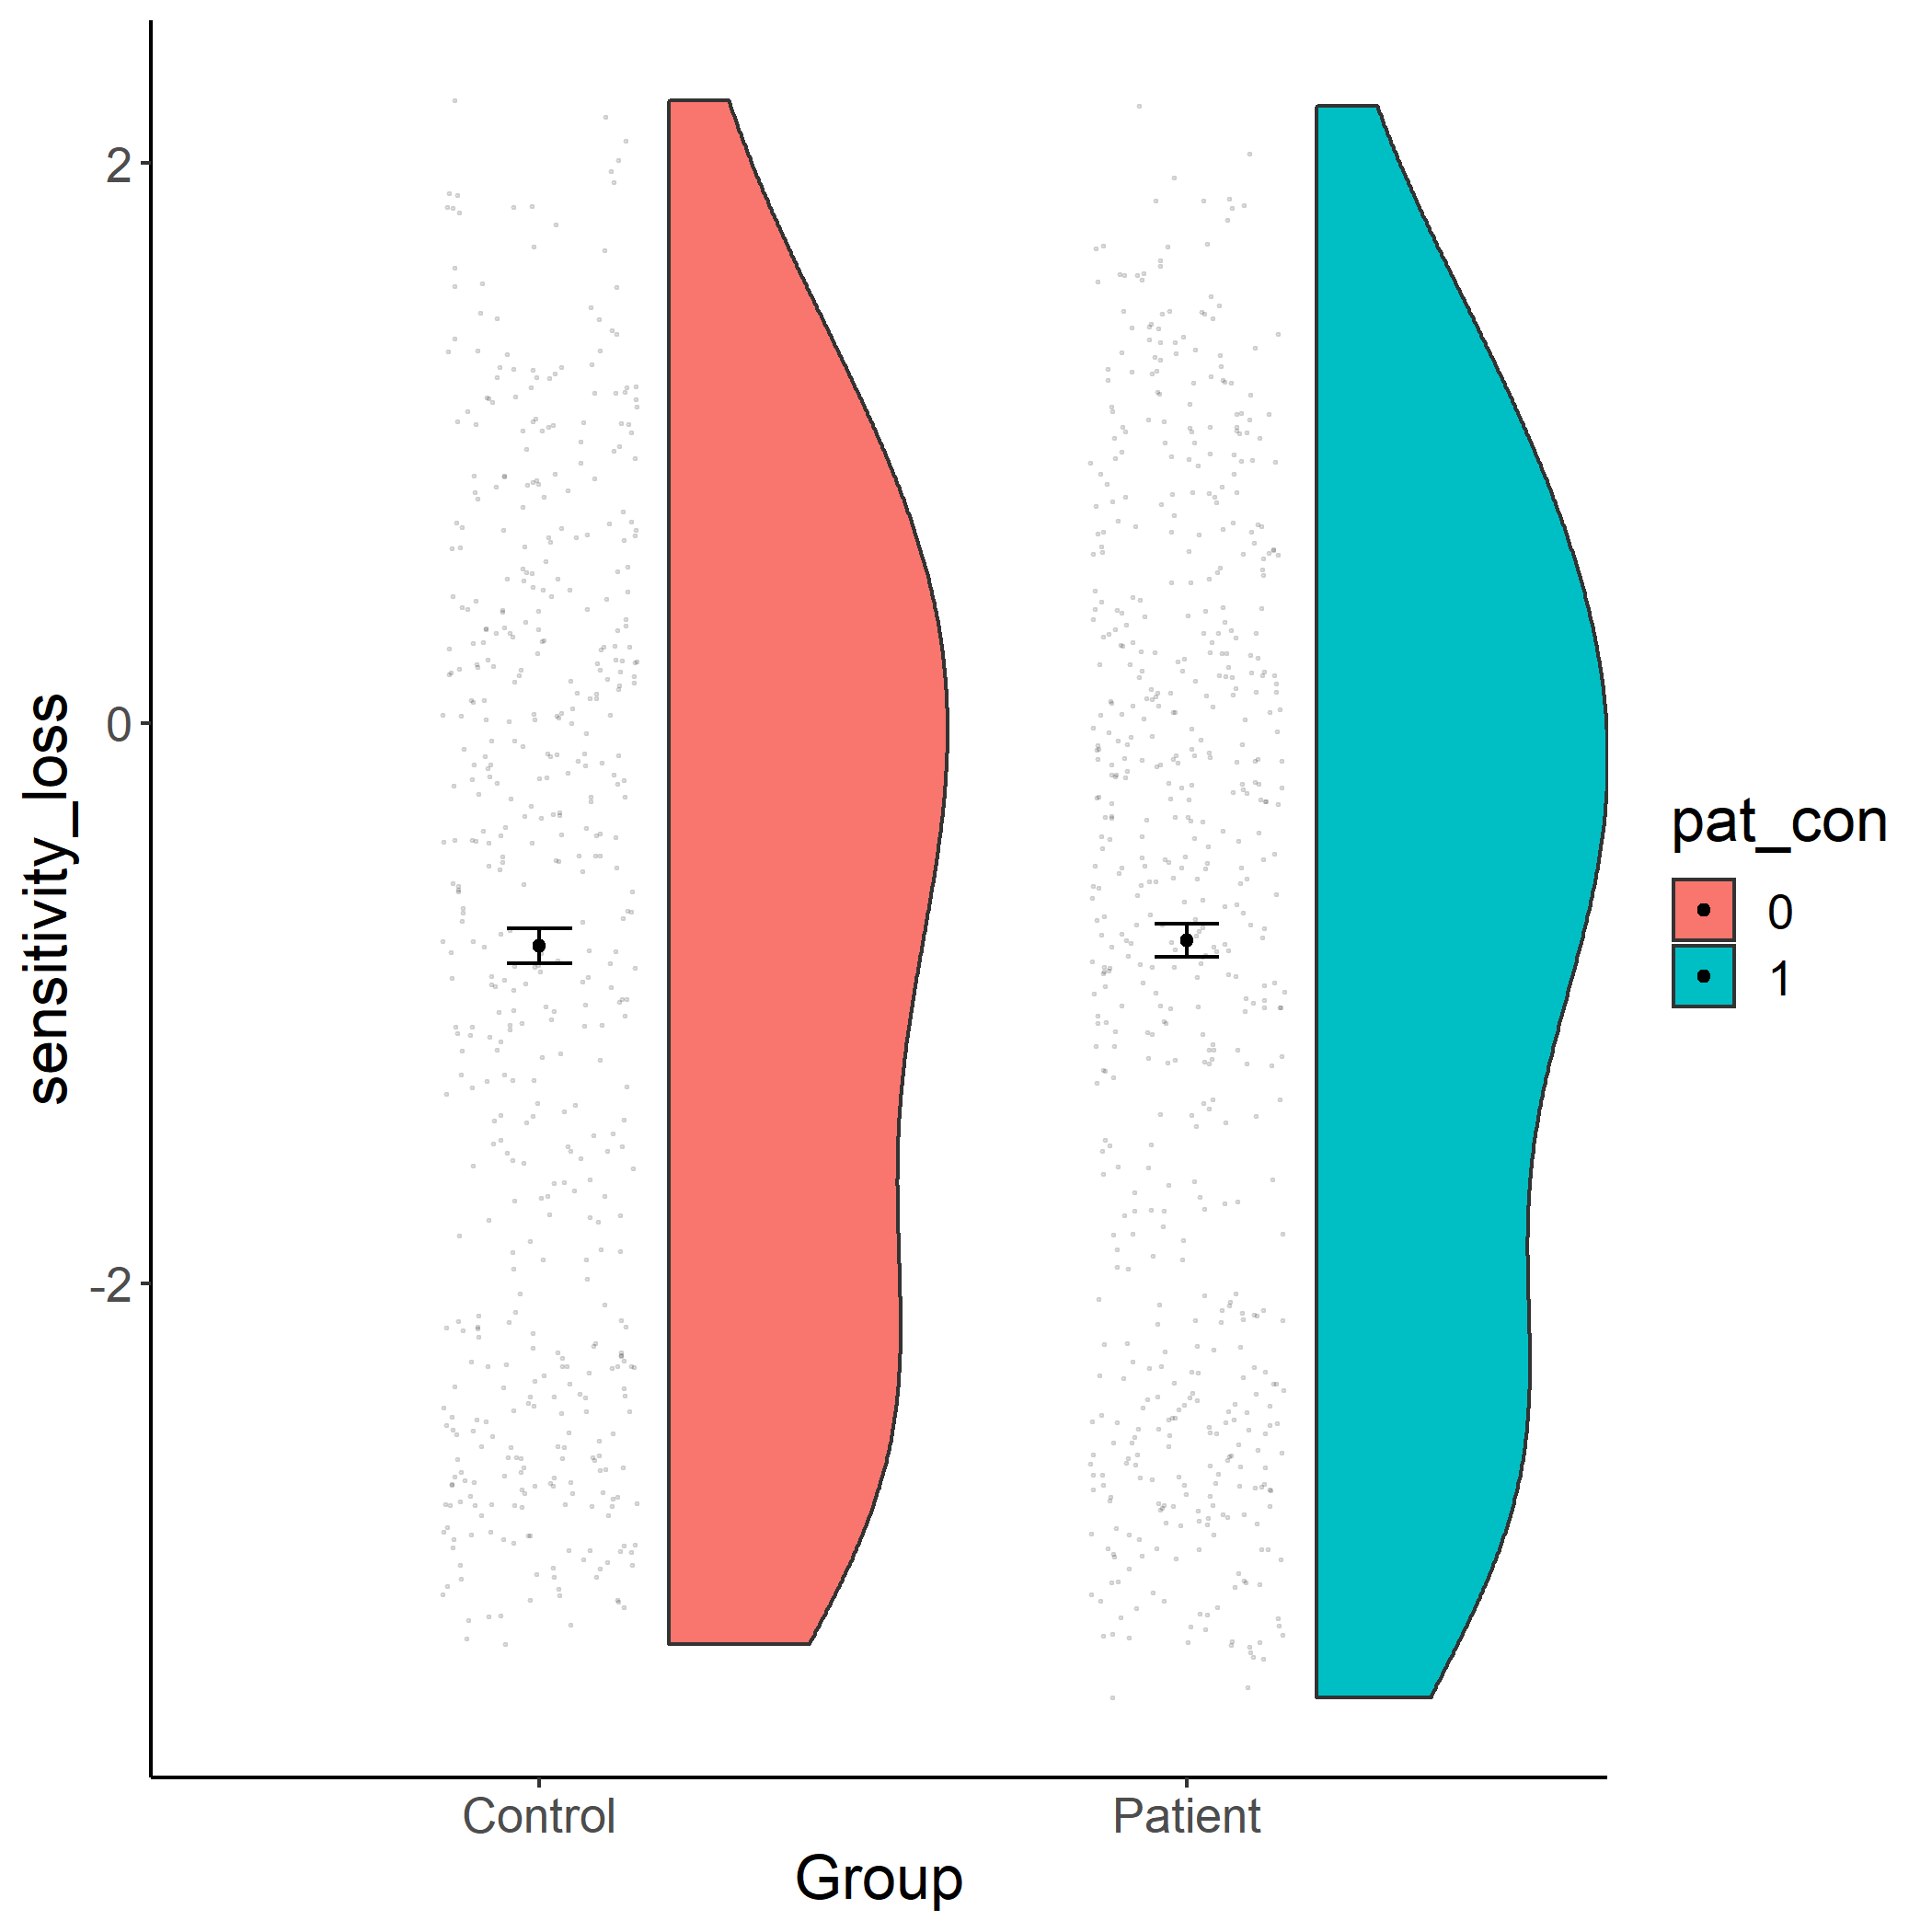 sensitivity_loss
2
0
-2
Control
Patient
Group
pat_con
0
1